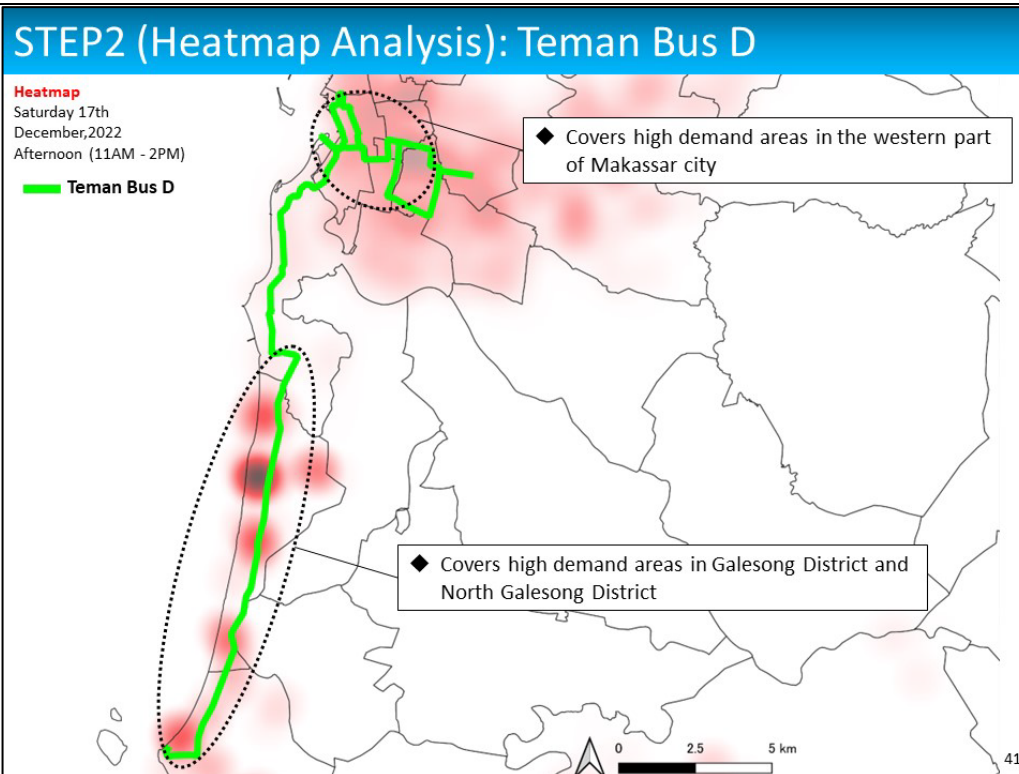 STEP2 (Heatmap Analysis): Teman Bus D
Heatmap
Saturday 17th
December,2022
Afternoon (11AM - 2PM)
Teman Bus D
◆ Covers high demand areas in the western part
of Makassar city
◆ Covers high demand areas in Galesong District and
North Galesong District
0 2.5 5 km
41